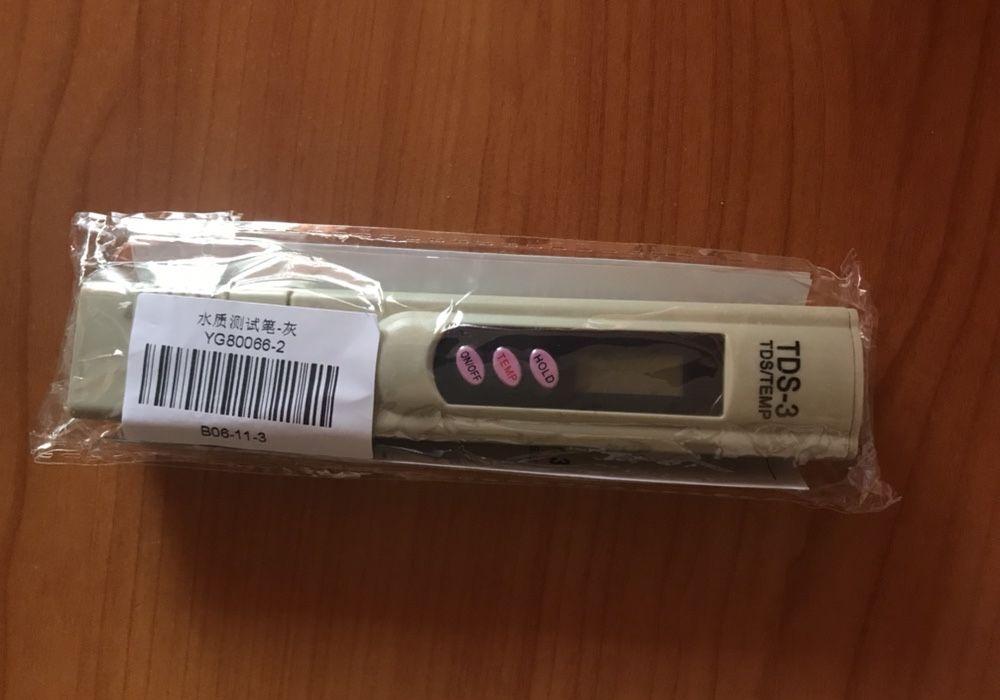 水质测试笔-灰
YG80066-2
B06-11-3
ON/OFF
TEMP
HOLD
TDS-3
TDS/TEMP